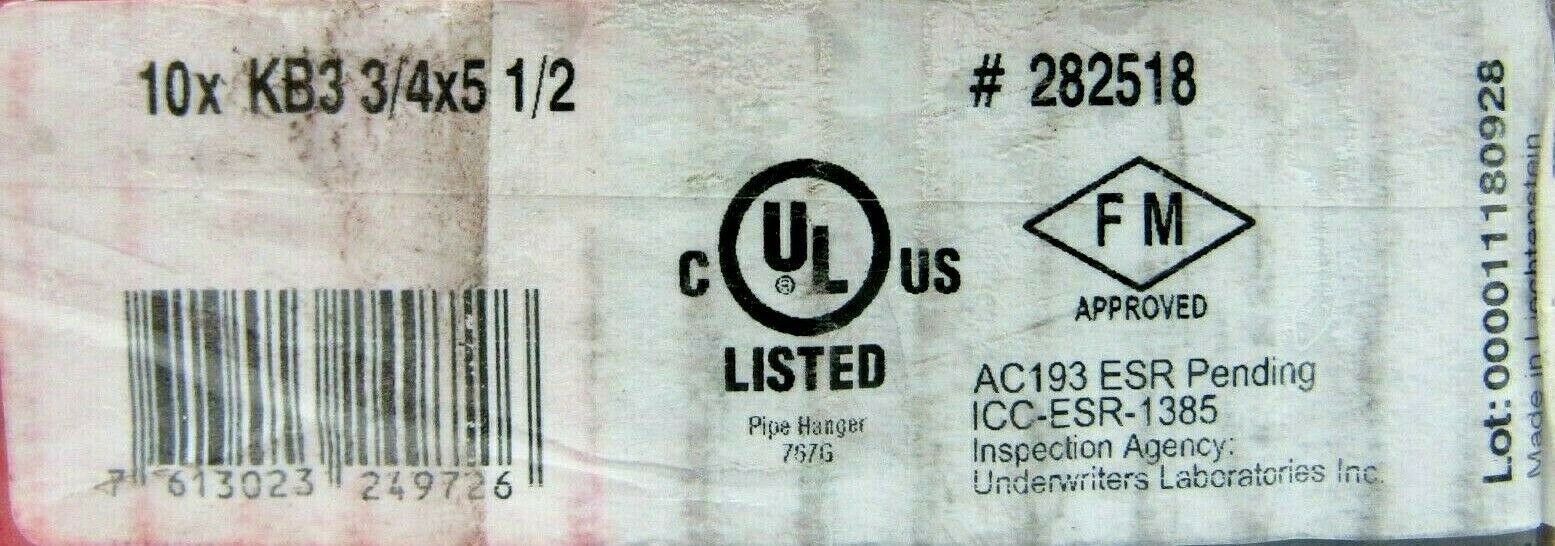 10x KB3 3/4x5 1/2
# 282518
C UL ® US
LISTED
Pipe Hanger
767G
F M
APPROVED
AC193 ESR Pending
ICC-ESR-1385
Inspection Agency:
Underwriters Laboratories Inc.
7 613023 249726
Lot: 000011180928
Made in Liechtenstein